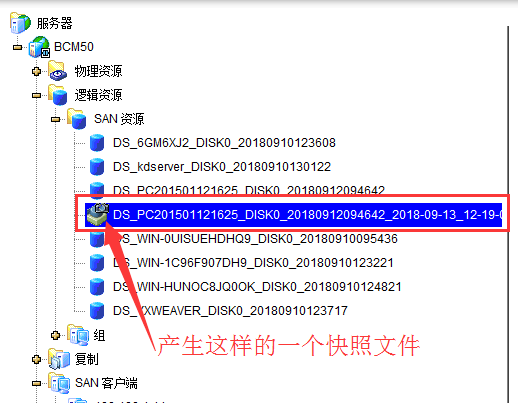 服务器
BCM50
物理资源
逻辑资源
SAN 资源
DS_6GM6XJ2_DISK0_20180910123608
DS_kdserver_DISK0_20180910130122
DS_PC201501121625_DISK0_20180912094642
DS_PC201501121625_DISK0_20180912094642_2018-09-13_12-19-0
DS_WIN-0UISUEHDHQ9_DISK0_20180910095436
DS_WIN-1C96F907DH9_DISK0_20180910123221
DS_WIN-HUNOC8JQ0OK_DISK0_20180910124821
DS_YXWEAVER_DISK0_20180910123717
产生这样的一个快照文件
组
复制
SAN 客户端